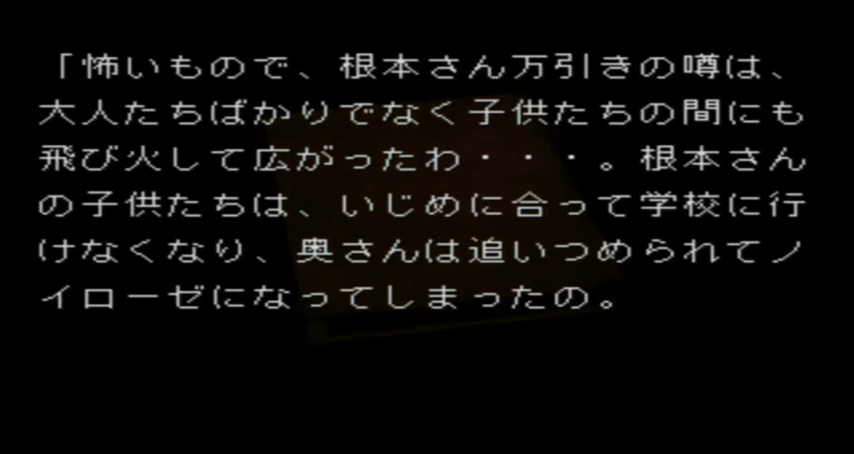 「怖いもので、根本さん万引きの噂は、
大人たちばかりでなく子供たちの間にも
飛び火して広がったわ・・・。根本さん
の子供たちは、いじめに合って学校に行
けなくなり、奥さんは追いつめられてノ
イローゼになってしまったの。